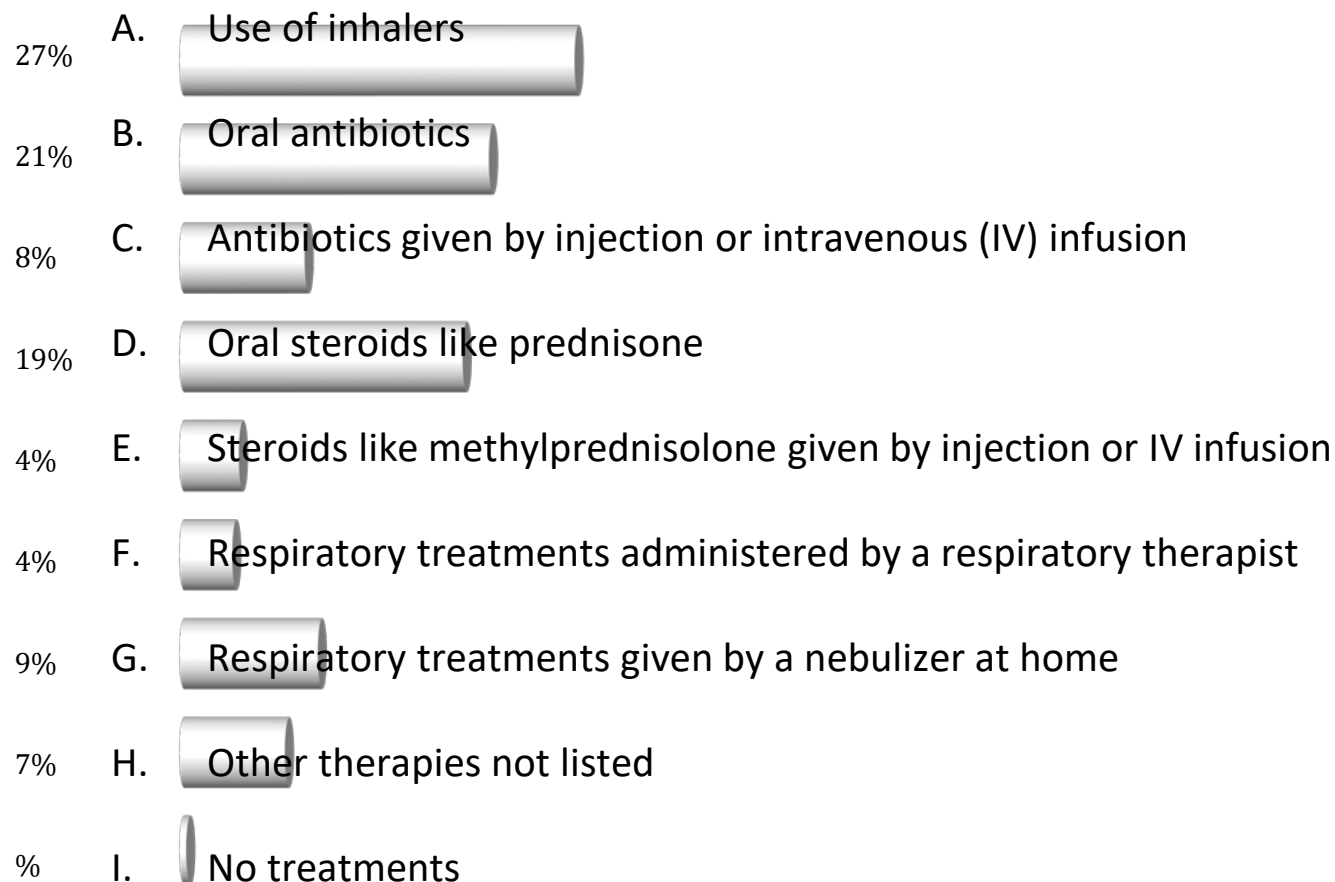 27% A. Use of inhalers
21% B. Oral antibiotics
8% C. Antibiotics given by injection or intravenous (IV) infusion
19% D. Oral steroids like prednisone
4% E. Steroids like methylprednisolone given by injection or IV infusion
4% F. Respiratory treatments administered by a respiratory therapist
9% G. Respiratory treatments given by a nebulizer at home
7% H. Other therapies not listed
% I. No treatments